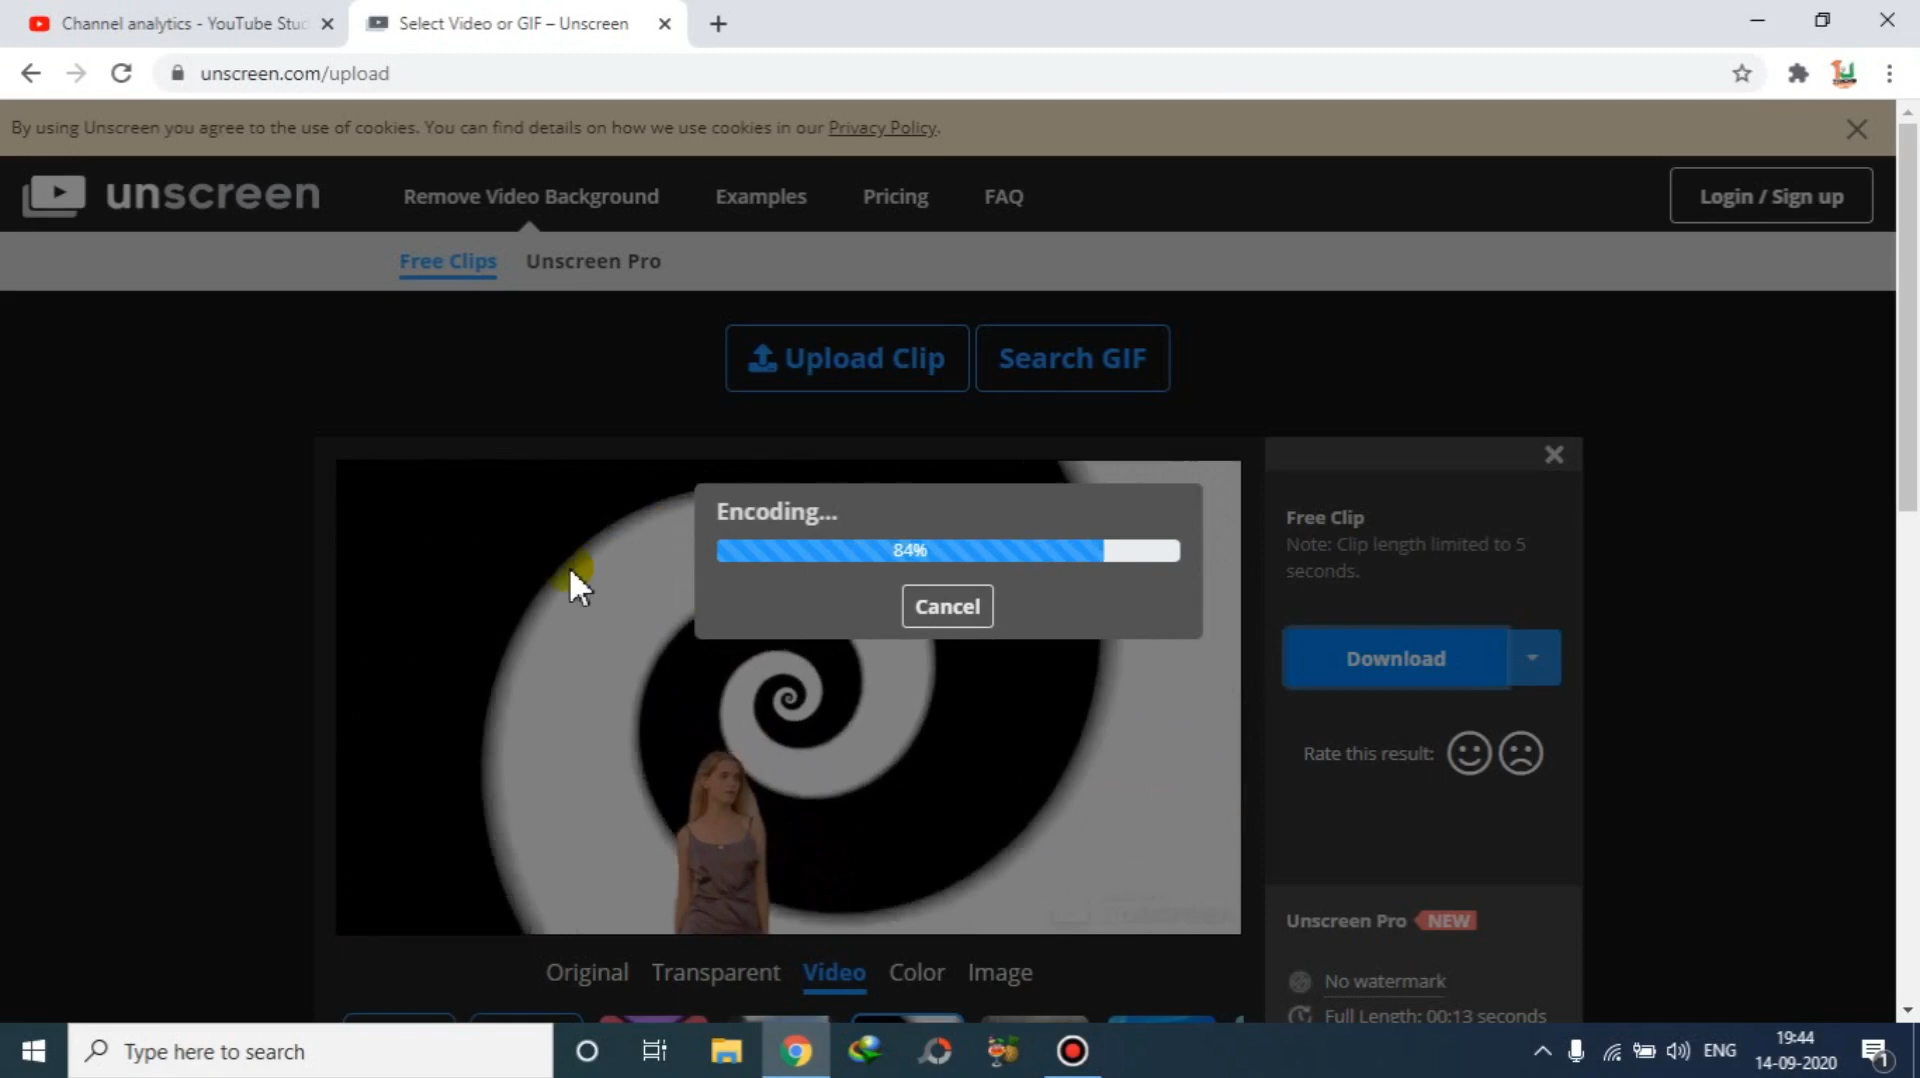 Channel analytics - YouTube Stud
Select Video or GIF – Unscreen
unscreen.com/upload
By using Unscreen you agree to the use of cookies. You can find details on how we use cookies in our Privacy Policy.
unscreen
Remove Video Background
Examples
Pricing
FAQ
Login / Sign up
Free Clips
Unscreen Pro
Upload Clip
Search GIF
Encoding...
84%
Cancel
Free Clip
Note: Clip length limited to 5
seconds.
Download
Rate this result:
Unscreen Pro NEW
No watermark
Full Length: 00:13 seconds
Original
Transparent
Video
Color
Image
Type here to search
ENG
19:44
14-09-2020
1